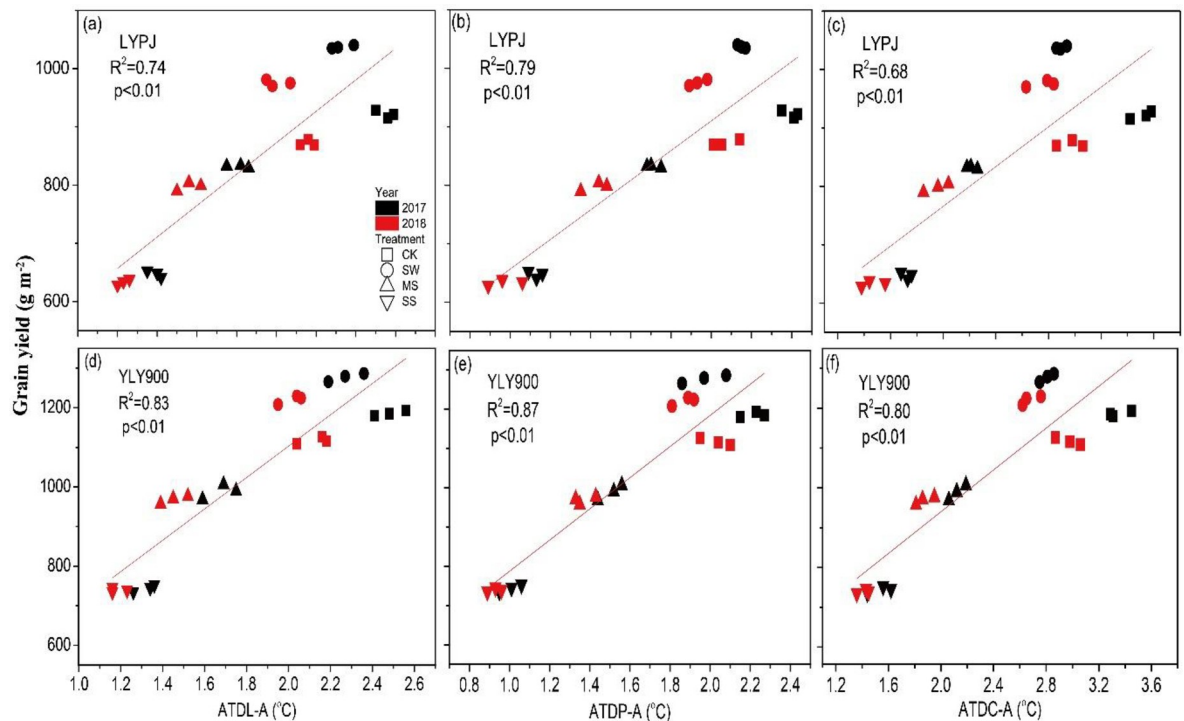 (a)
LYPJ
R²=0.74
p<0.01
Year
2017
2018
Treatment
CK
SW
MS
SS
(b)
LYPJ
R²=0.79
p<0.01
(c)
LYPJ
R²=0.68
p<0.01
1000
800
600
Grain yield (g m⁻²)
(d)
YLY900
R²=0.83
p<0.01
(e)
YLY900
R²=0.87
p<0.01
(f)
YLY900
R²=0.80
p<0.01
1200
1000
800
600
1.0 1.2 1.4 1.6 1.8 2.0 2.2 2.4 2.6
0.8 1.0 1.2 1.4 1.6 1.8 2.0 2.2 2.4
1.2 1.6 2.0 2.4 2.8 3.2 3.6
ATDL-A (°C)
ATDP-A (°C)
ATDC-A (°C)